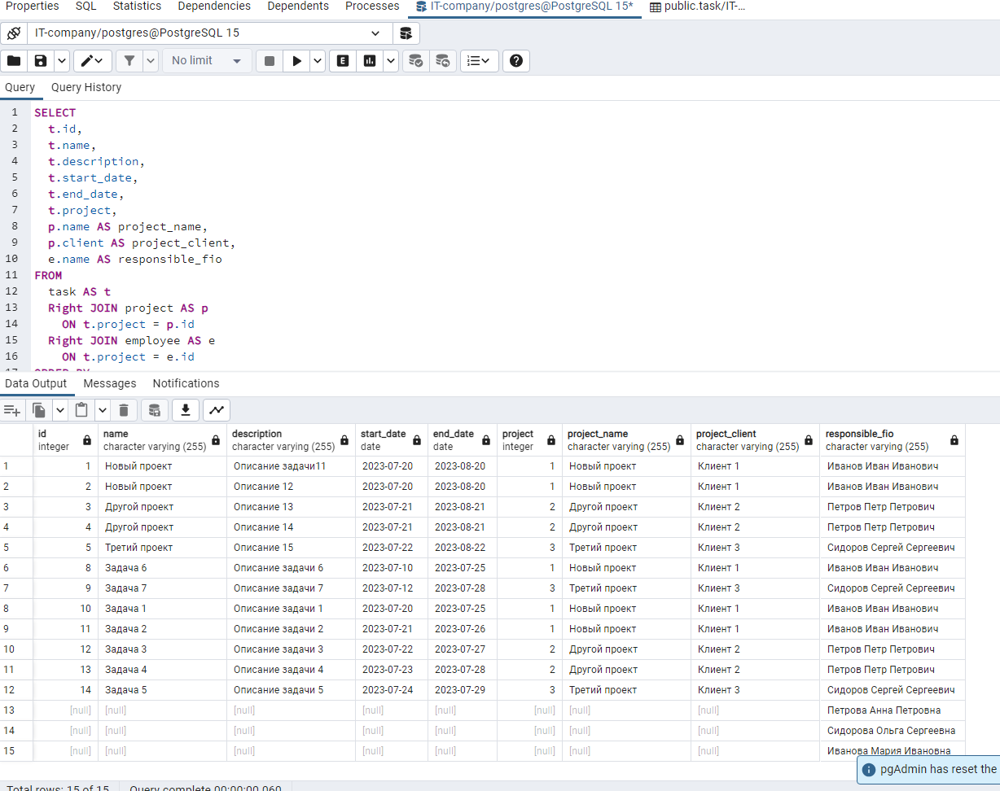 Properties SQL Statistics Dependencies Dependents Processes IT-company/postgres@PostgreSQL 15* public.task/IT-...
IT-company/postgres@PostgreSQL 15
No limit
Query Query History
1 SELECT
2 t.id,
3 t.name,
4 t.description,
5 t.start_date,
6 t.end_date,
7 t.project,
8 p.name AS project_name,
9 p.client AS project_client,
10 e.name AS responsible_fio
11 FROM
12 task AS t
13 Right JOIN project AS p
14 ON t.project = p.id
15 Right JOIN employee AS e
16 ON t.project = e.id
17 ORDER BY
Data Output Messages Notifications
id name description start_date end_date project project_name project_client responsible_fio
integer character varying (255) character varying (255) date date integer character varying (255) character varying (255) character varying (255)
1 1 Новый проект Описание задачи11 2023-07-20 2023-08-20 1 Новый проект Клиент 1 Иванов Иван Иванович
2 2 Новый проект Описание 12 2023-07-20 2023-08-20 1 Новый проект Клиент 1 Иванов Иван Иванович
3 3 Другой проект Описание 13 2023-07-21 2023-08-21 2 Другой проект Клиент 2 Петров Петр Петрович
4 4 Другой проект Описание 14 2023-07-21 2023-08-21 2 Другой проект Клиент 2 Петров Петр Петрович
5 5 Третий проект Описание 15 2023-07-22 2023-08-22 3 Третий проект Клиент 3 Сидоров Сергей Сергеевич
6 8 Задача 6 Описание задачи 6 2023-07-10 2023-07-25 1 Новый проект Клиент 1 Иванов Иван Иванович
7 9 Задача 7 Описание задачи 7 2023-07-12 2023-07-28 3 Третий проект Клиент 3 Сидоров Сергей Сергеевич
8 10 Задача 1 Описание задачи 1 2023-07-20 2023-07-25 1 Новый проект Клиент 1 Иванов Иван Иванович
9 11 Задача 2 Описание задачи 2 2023-07-21 2023-07-26 1 Новый проект Клиент 1 Иванов Иван Иванович
10 12 Задача 3 Описание задачи 3 2023-07-22 2023-07-27 2 Другой проект Клиент 2 Петров Петр Петрович
11 13 Задача 4 Описание задачи 4 2023-07-23 2023-07-28 2 Другой проект Клиент 2 Петров Петр Петрович
12 14 Задача 5 Описание задачи 5 2023-07-24 2023-07-29 3 Третий проект Клиент 3 Сидоров Сергей Сергеевич
13 [null] [null] [null] [null] [null] [null] [null] [null] Петрова Анна Петровна
14 [null] [null] [null] [null] [null] [null] [null] [null] Сидорова Ольга Сергеевна
15 [null] [null] [null] [null] [null] [null] [null] [null] Иванова Мария Ивановна
pgAdmin has reset the
Total rows: 15 of 15 Query complete 00:00:00.060